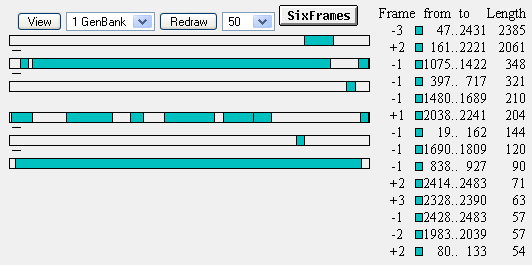 View 1 GenBank Redraw 50 SixFrames
Frame from to Length
-3 47..2431 2385
+2 161..2221 2061
-1 1075..1422 348
-1 397..717 321
-1 1480..1689 210
+1 2038..2241 204
-1 19..162 144
-1 1690..1809 120
-1 838..927 90
+2 2414..2483 71
+3 2328..2390 63
-1 2428..2483 57
-2 1983..2039 57
+2 80..133 54